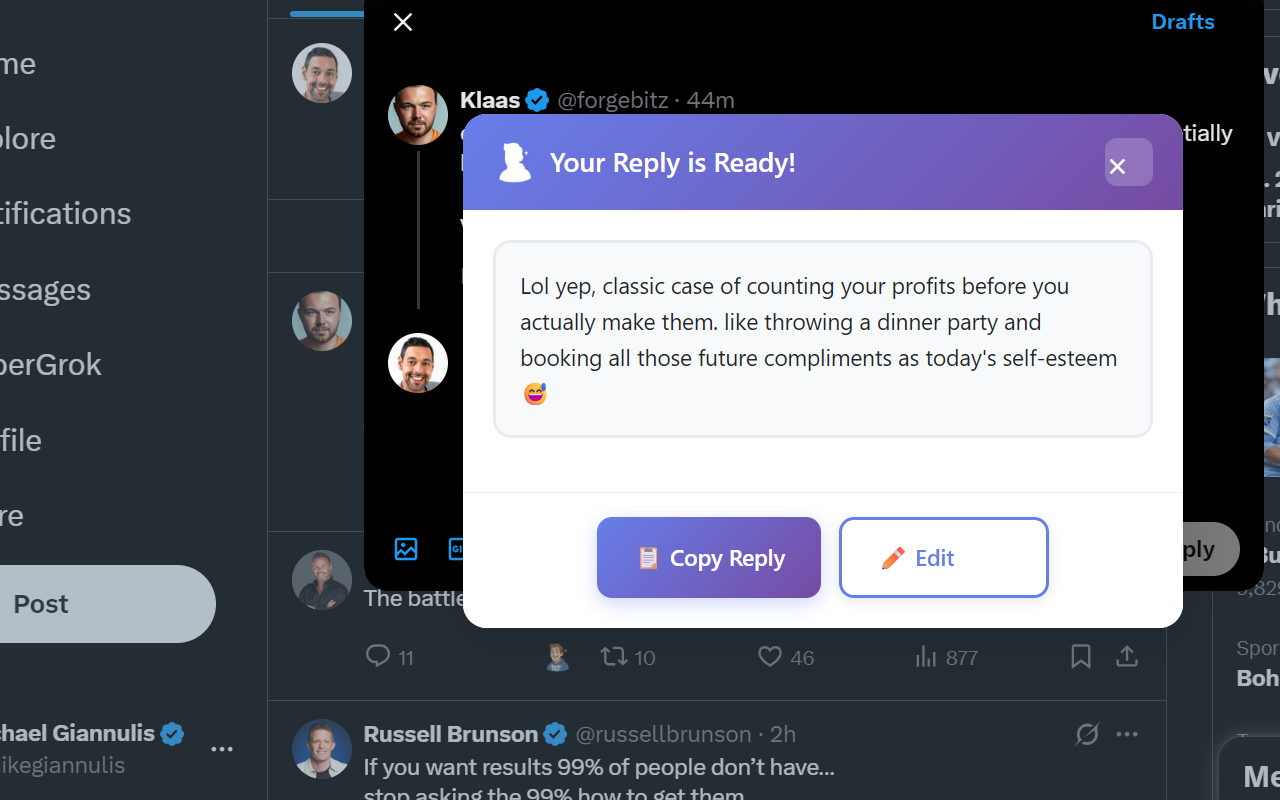 Drafts
Klaas @forgebitz · 44m
tially
Your Reply is Ready!
Lol yep, classic case of counting your profits before you
actually make them. like throwing a dinner party and
booking all those future compliments as today's self-esteem
😅
📋 Copy Reply
✏️ Edit
ply
me
plore
tifications
ssages
perGrok
file
re
Post
chael Giannulis
ikegiannulis
The battle
11
10
46
877
Russell Brunson @russellbrunson · 2h
If you want results 99% of people don't have...
stop asking the 99% how to get them
Spor
Boh
Me